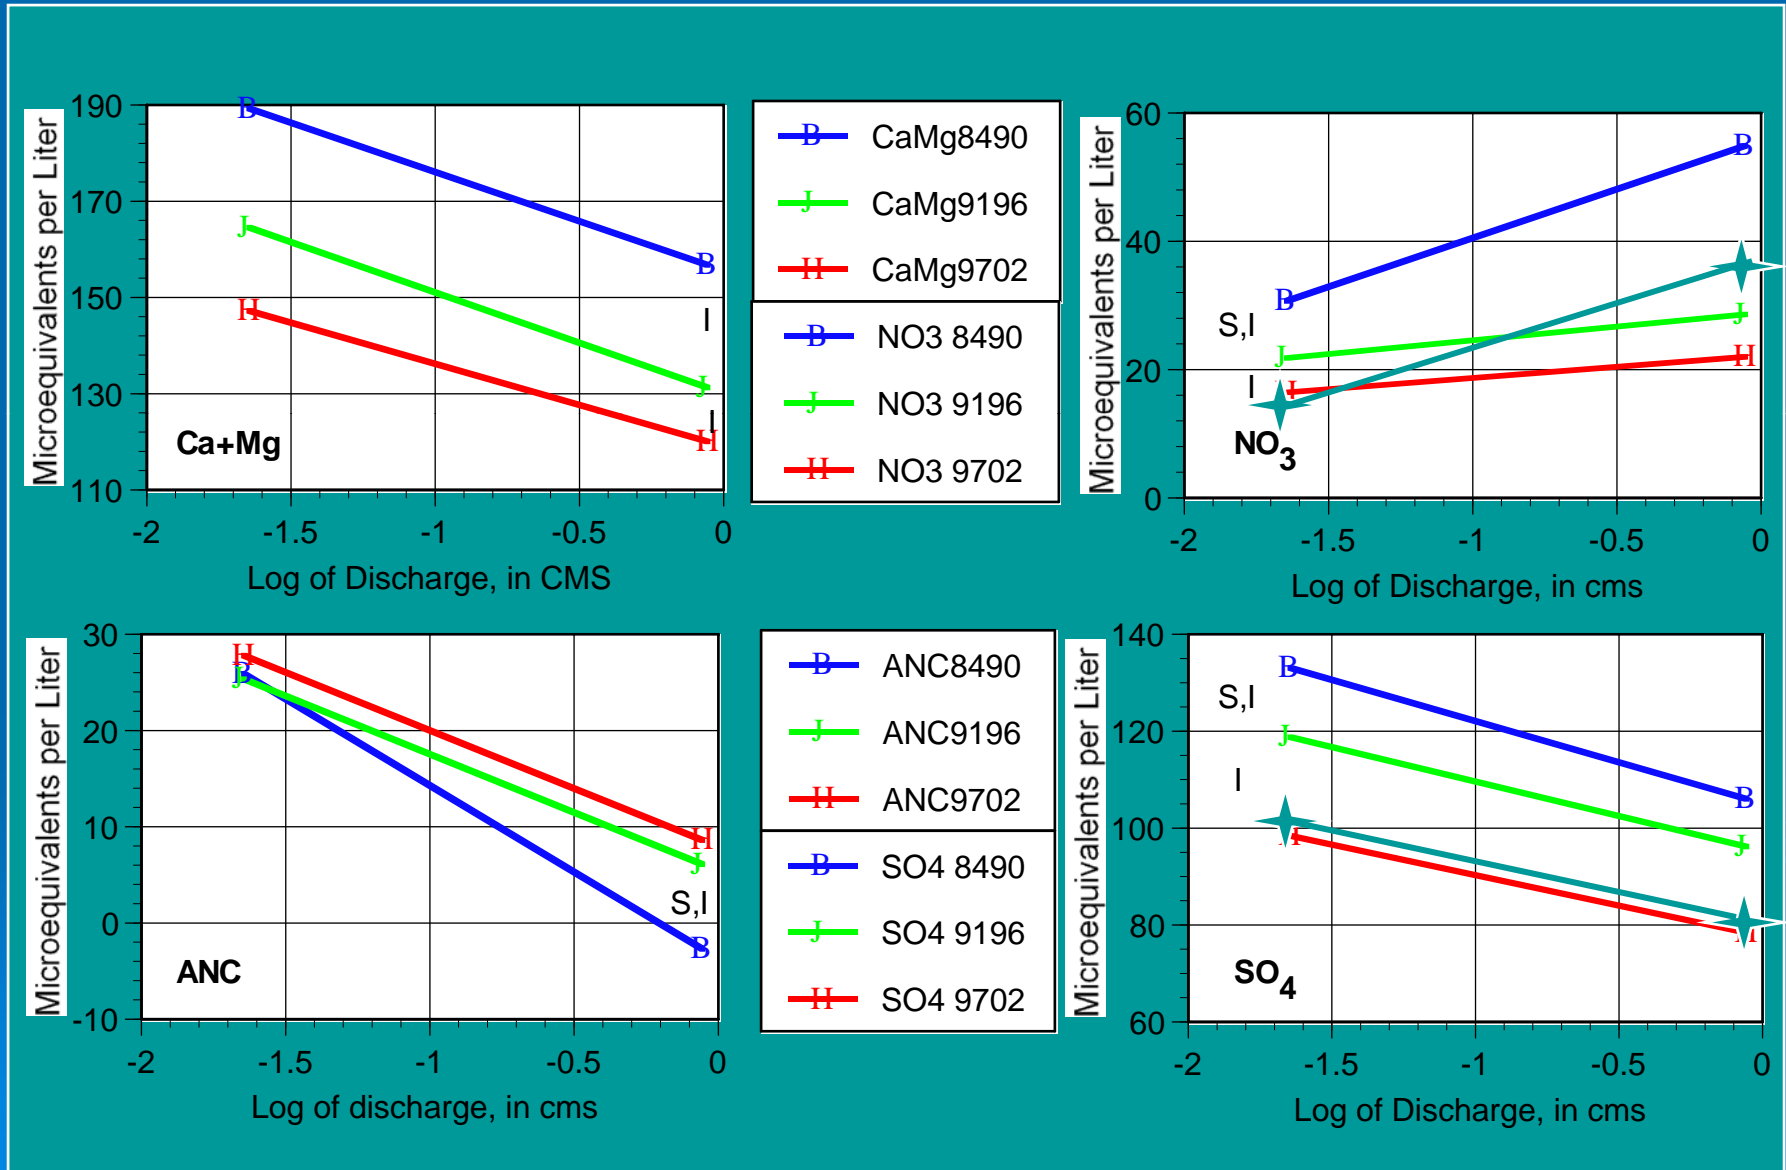 Microequivalents per Liter
190
170
150
130
110
B
B
J
J
H
H
I
I
Ca+Mg
-2
-1.5
-1
-0.5
0
Log of Discharge, in CMS
B CaMg8490
J CaMg9196
H CaMg9702
B NO3 8490
J NO3 9196
H NO3 9702
Microequivalents per Liter
60
40
20
0
B
B
S,I
J
J
I
H
H
NO3
-2
-1.5
-1
-0.5
0
Log of Discharge, in cms
Microequivalents per Liter
30
20
10
0
-10
H
B
J
H
J
S,I
B
ANC
-2
-1.5
-1
-0.5
0
Log of discharge, in cms
B ANC8490
J ANC9196
H ANC9702
B SO4 8490
J SO4 9196
H SO4 9702
Microequivalents per Liter
140
120
100
80
60
B
B
S,I
J
J
I
H
H
SO4
-2
-1.5
-1
-0.5
0
Log of Discharge, in cms